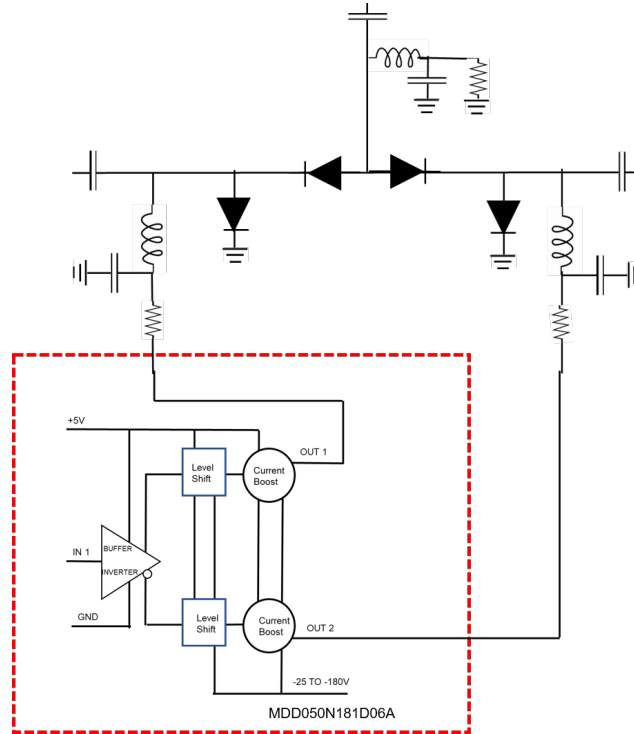 +5V
OUT 1
Level
Shift
Current
Boost
IN 1
BUFFER
INVERTER
GND
Level
Shift
Current
Boost
OUT 2
-25 TO -180V
MDD050N181D06A